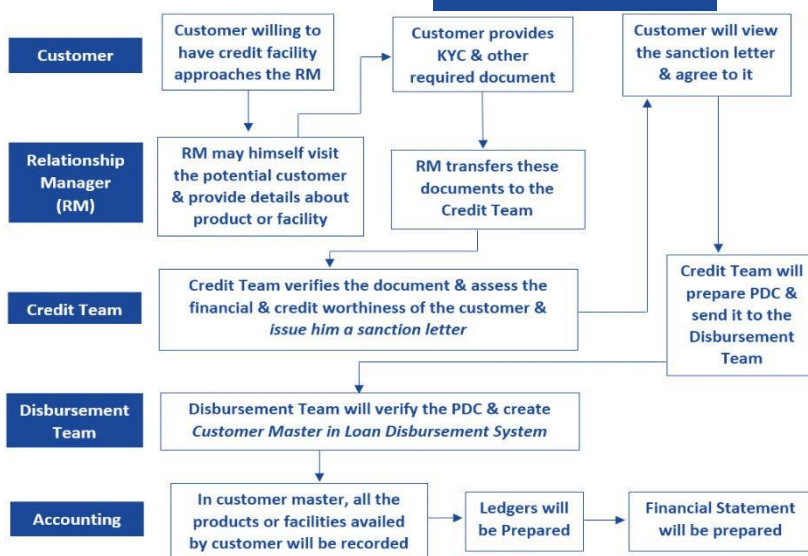 Customer
Customer willing to
have credit facility
approaches the RM
Customer provides
KYC & other
required document
Customer will view
the sanction letter
& agree to it
Relationship
Manager
(RM)
RM may himself visit
the potential customer
& provide details about
product or facility
RM transfers these
documents to the
Credit Team
Credit Team
Credit Team verifies the document & assess the
financial & credit worthiness of the customer &
issue him a sanction letter
Credit Team will
prepare PDC &
send it to the
Disbursement
Team
Disbursement
Team
Disbursement Team will verify the PDC & create
Customer Master in Loan Disbursement System
Accounting
In customer master, all the
products or facilities availed
by customer will be recorded
Ledgers will
be Prepared
Financial Statement
will be prepared